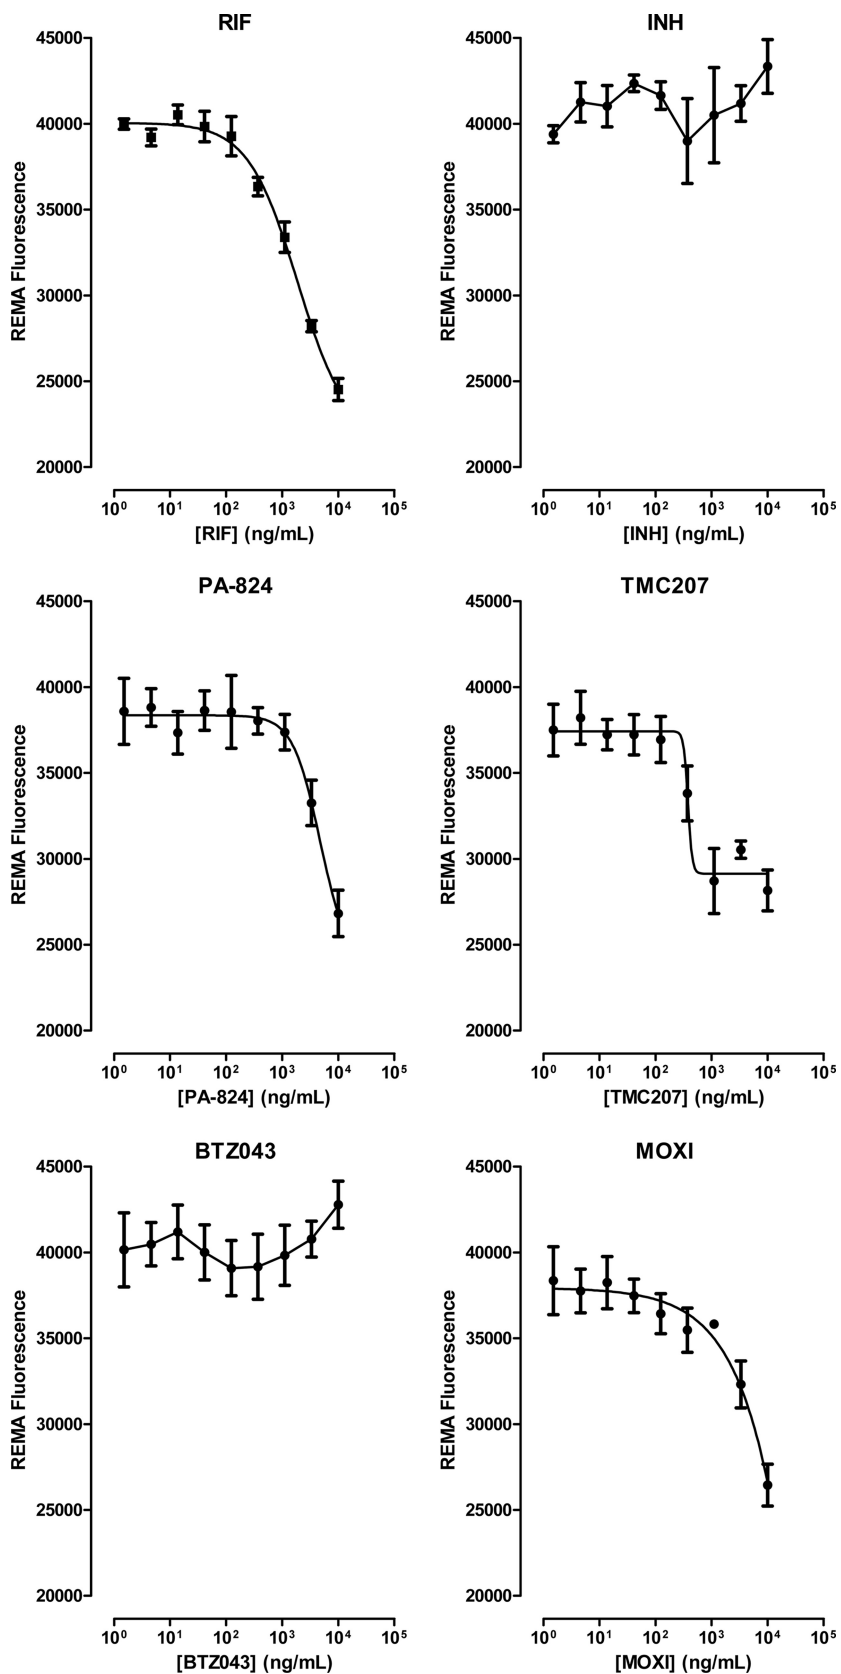 RIF
45000
40000
35000
30000
25000
20000
REMA Fluorescence
10⁰ 10¹ 10² 10³ 10⁴ 10⁵
[RIF] (ng/mL)
INH
45000
40000
35000
30000
25000
20000
REMA Fluorescence
10⁰ 10¹ 10² 10³ 10⁴ 10⁵
[INH] (ng/mL)
PA-824
45000
40000
35000
30000
25000
20000
REMA Fluorescence
10⁰ 10¹ 10² 10³ 10⁴ 10⁵
[PA-824] (ng/mL)
TMC207
45000
40000
35000
30000
25000
20000
REMA Fluorescence
10⁰ 10¹ 10² 10³ 10⁴ 10⁵
[TMC207] (ng/mL)
BTZ043
45000
40000
35000
30000
25000
20000
REMA Fluorescence
10⁰ 10¹ 10² 10³ 10⁴ 10⁵
[BTZ043] (ng/mL)
MOXI
45000
40000
35000
30000
25000
20000
REMA Fluorescence
10⁰ 10¹ 10² 10³ 10⁴ 10⁵
[MOXI] (ng/mL)